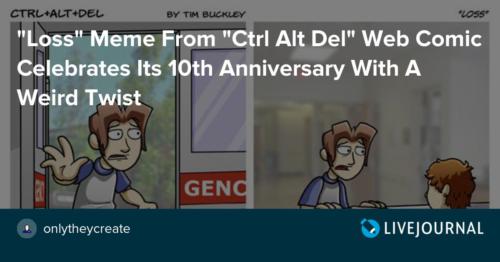 CTRL+ALT+DEL BY TIM BUCKLEY "LOSS"
"Loss" Meme From "Ctrl Alt Del" Web Comic
Celebrates Its 10th Anniversary With A
Weird Twist
GENC
onlytheycreate
LIVEJOURNAL